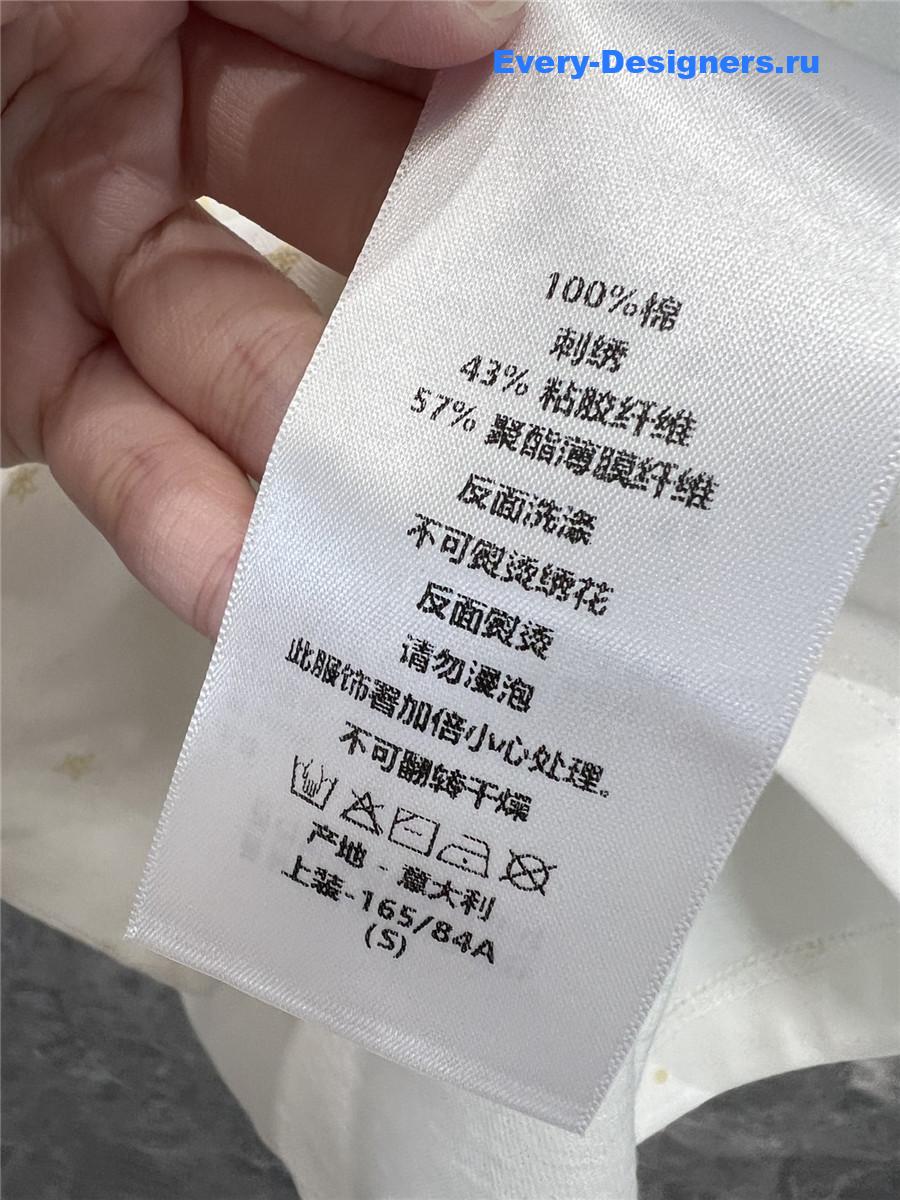 Every-Designers.ru
100%棉
刺绣
43% 粘胶纤维
57% 聚酯薄膜纤维
反面洗涤
不可熨烫绣花
反面熨烫
请勿浸泡
此服饰需加倍小心处理。
不可翻转干燥
产地 - 意大利
上装-165/84A
(S)